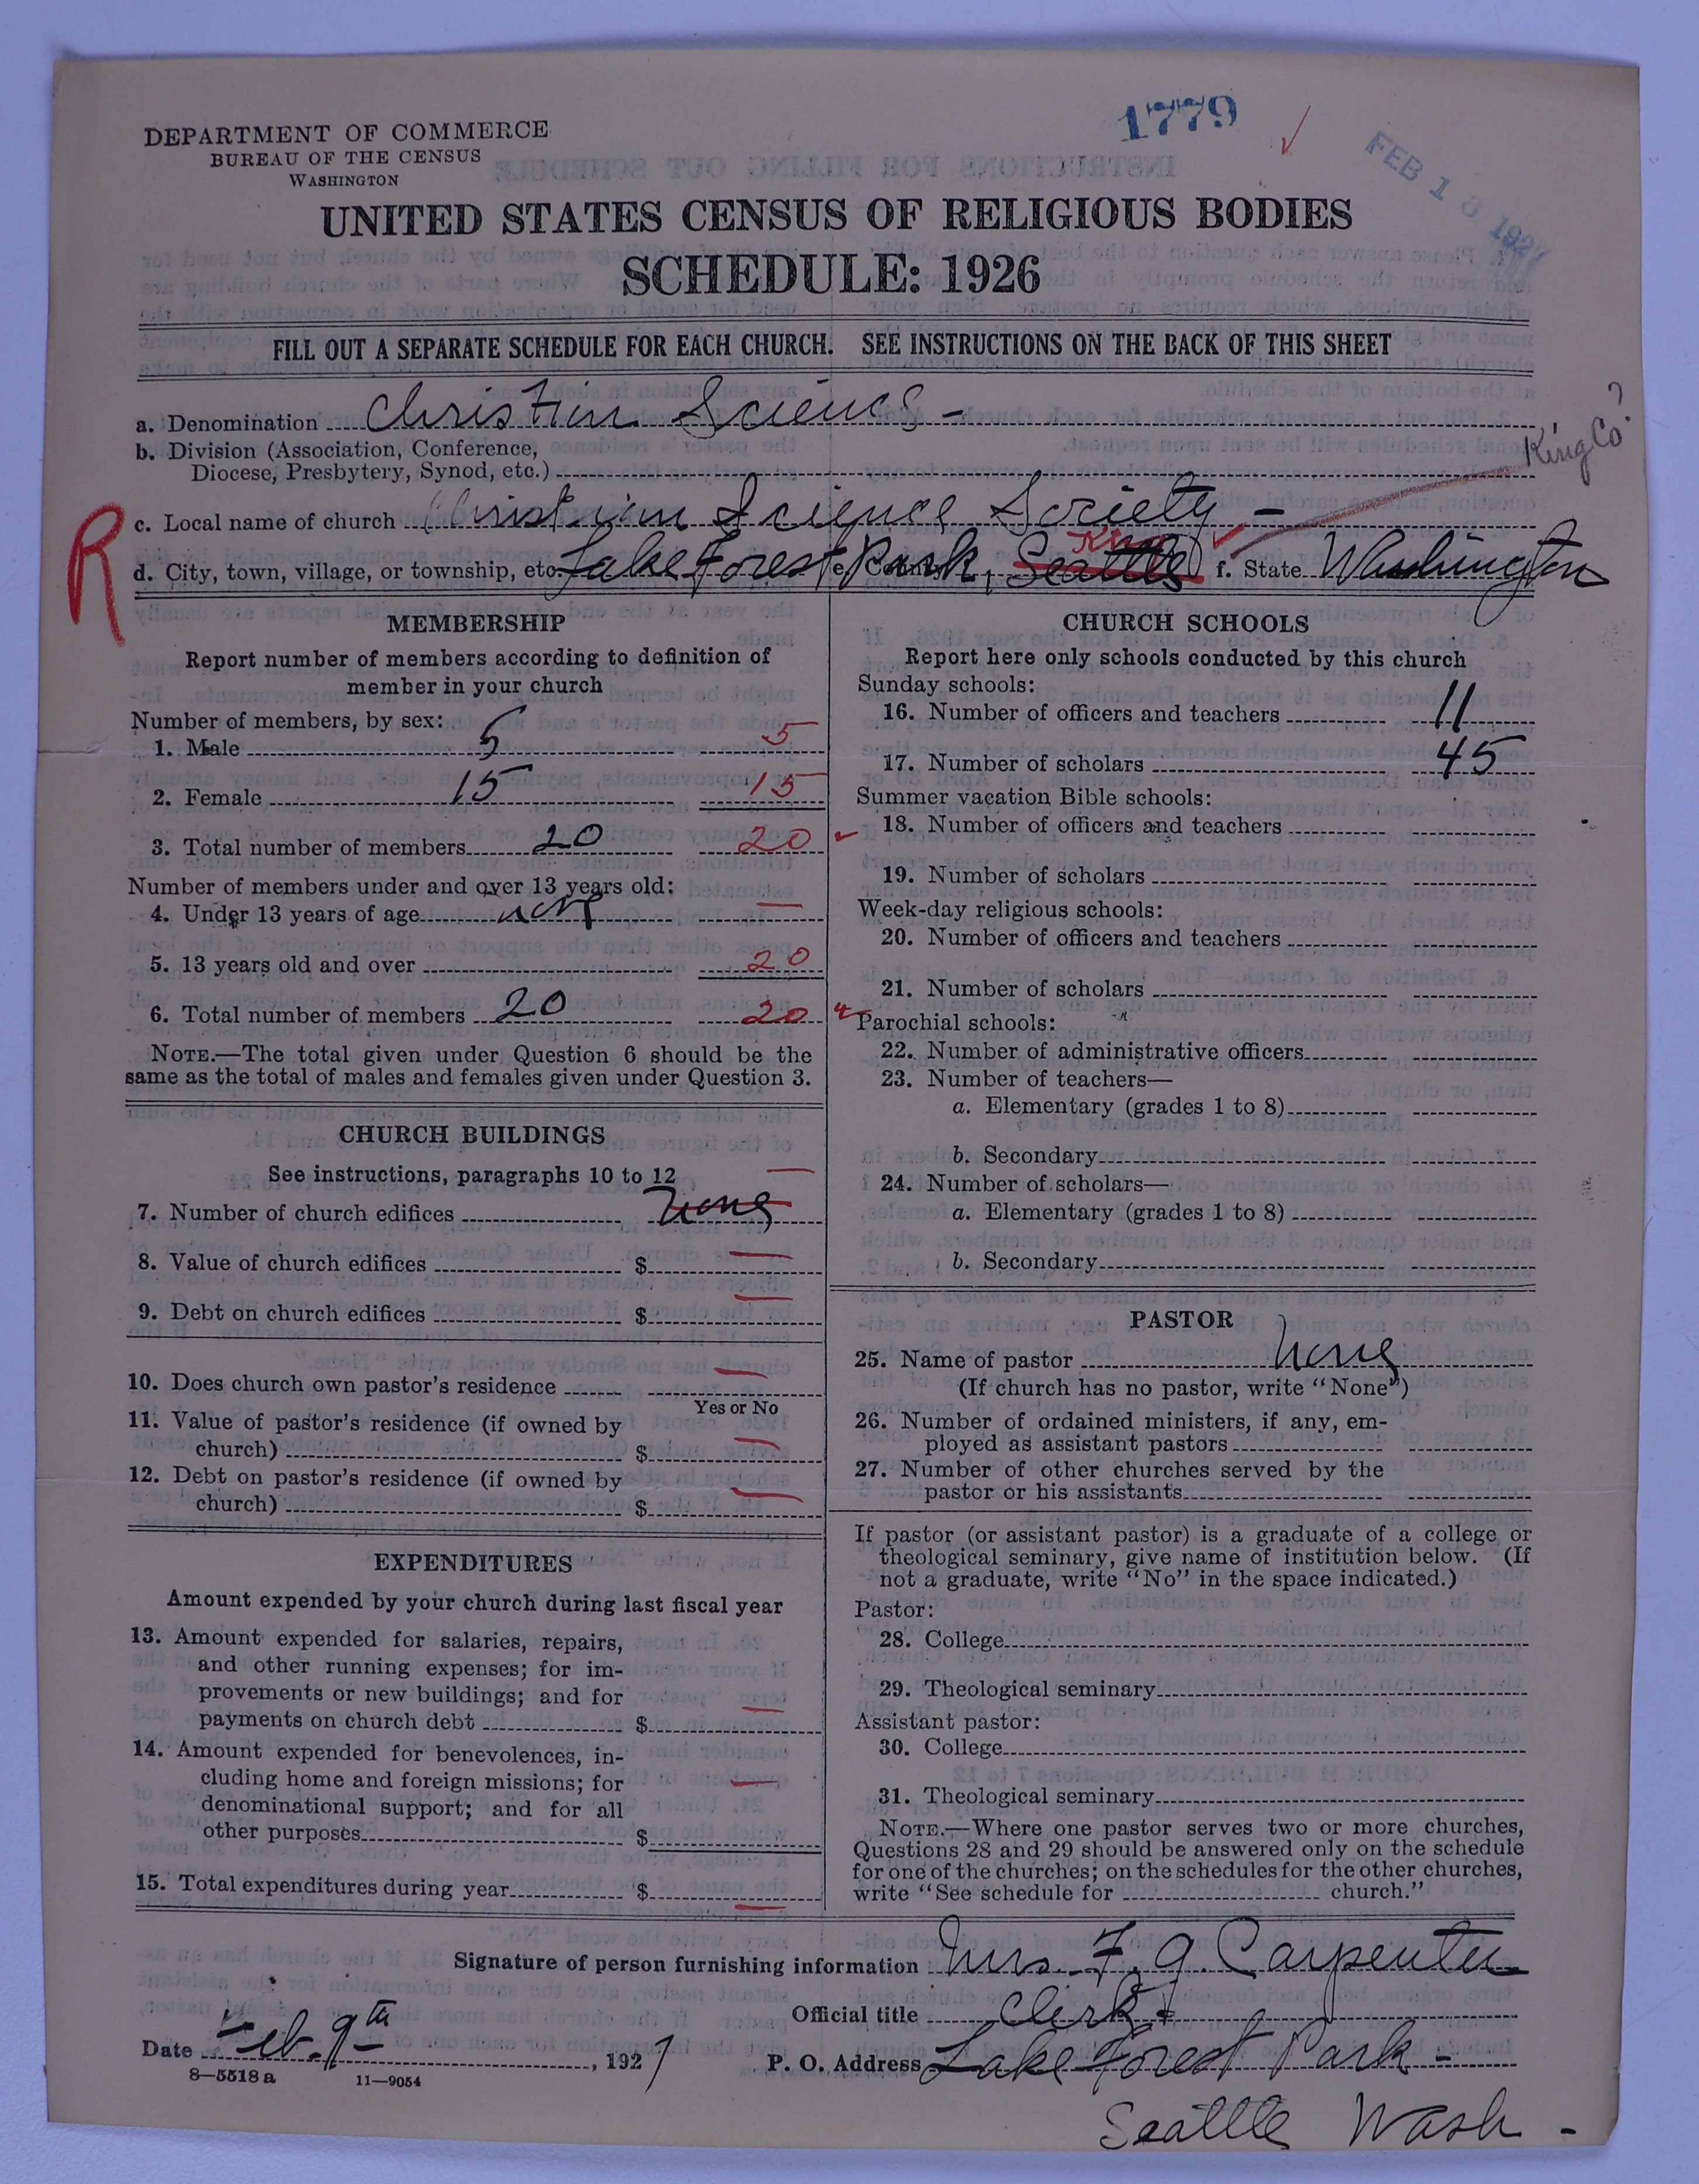 1779
FEB 18 1927
DEPARTMENT OF COMMERCE
BUREAU OF THE CENSUS
WASHINGTON
UNITED STATES CENSUS OF RELIGIOUS BODIES
SCHEDULE: 1926
FILL OUT A SEPARATE SCHEDULE FOR EACH CHURCH. SEE INSTRUCTIONS ON THE BACK OF THIS SHEET
a. Denomination Christian Science -
b. Division (Association, Conference,
Diocese, Presbytery, Synod, etc.)
King Co?
c. Local name of church Christian Science Society -
R
King
d. City, town, village, or township, etc. Lake Forest Park, e. County Seattle f. State Washington
MEMBERSHIP
Report number of members according to definition of
member in your church
Number of members, by sex:
1. Male 5 5
2. Female 15 15
3. Total number of members 20 20
Number of members under and over 13 years old:
4. Under 13 years of age none —
5. 13 years old and over 20
6. Total number of members 20 20
NOTE.—The total given under Question 6 should be the
same as the total of males and females given under Question 3.
CHURCH BUILDINGS
See instructions, paragraphs 10 to 12 —
7. Number of church edifices None
8. Value of church edifices $ —
9. Debt on church edifices $ —
10. Does church own pastor's residence —
Yes or No
11. Value of pastor's residence (if owned by
church) $ —
12. Debt on pastor's residence (if owned by
church) $ —
EXPENDITURES
Amount expended by your church during last fiscal year
13. Amount expended for salaries, repairs,
and other running expenses; for im-
provements or new buildings; and for
payments on church debt $ —
14. Amount expended for benevolences, in-
cluding home and foreign missions; for
denominational support; and for all
other purposes $ —
15. Total expenditures during year $ —
CHURCH SCHOOLS
Report here only schools conducted by this church
Sunday schools:
16. Number of officers and teachers 11
17. Number of scholars 45
Summer vacation Bible schools:
18. Number of officers and teachers
19. Number of scholars
Week-day religious schools:
20. Number of officers and teachers
21. Number of scholars
Parochial schools:
22. Number of administrative officers
23. Number of teachers—
a. Elementary (grades 1 to 8)
b. Secondary
24. Number of scholars—
a. Elementary (grades 1 to 8)
b. Secondary
PASTOR
25. Name of pastor None
(If church has no pastor, write "None")
26. Number of ordained ministers, if any, em-
ployed as assistant pastors
27. Number of other churches served by the
pastor or his assistants
If pastor (or assistant pastor) is a graduate of a college or
theological seminary, give name of institution below. (If
not a graduate, write "No" in the space indicated.)
Pastor:
28. College
29. Theological seminary
Assistant pastor:
30. College
31. Theological seminary
NOTE.—Where one pastor serves two or more churches,
Questions 28 and 29 should be answered only on the schedule
for one of the churches; on the schedules for the other churches,
write "See schedule for church."
Signature of person furnishing information Mrs. F. G. Carpenter
Official title Clerk
Date Feb. 9th, 1927 P. O. Address Lake Forest Park -
8—5518 a 11—9054
Seattle Wash -